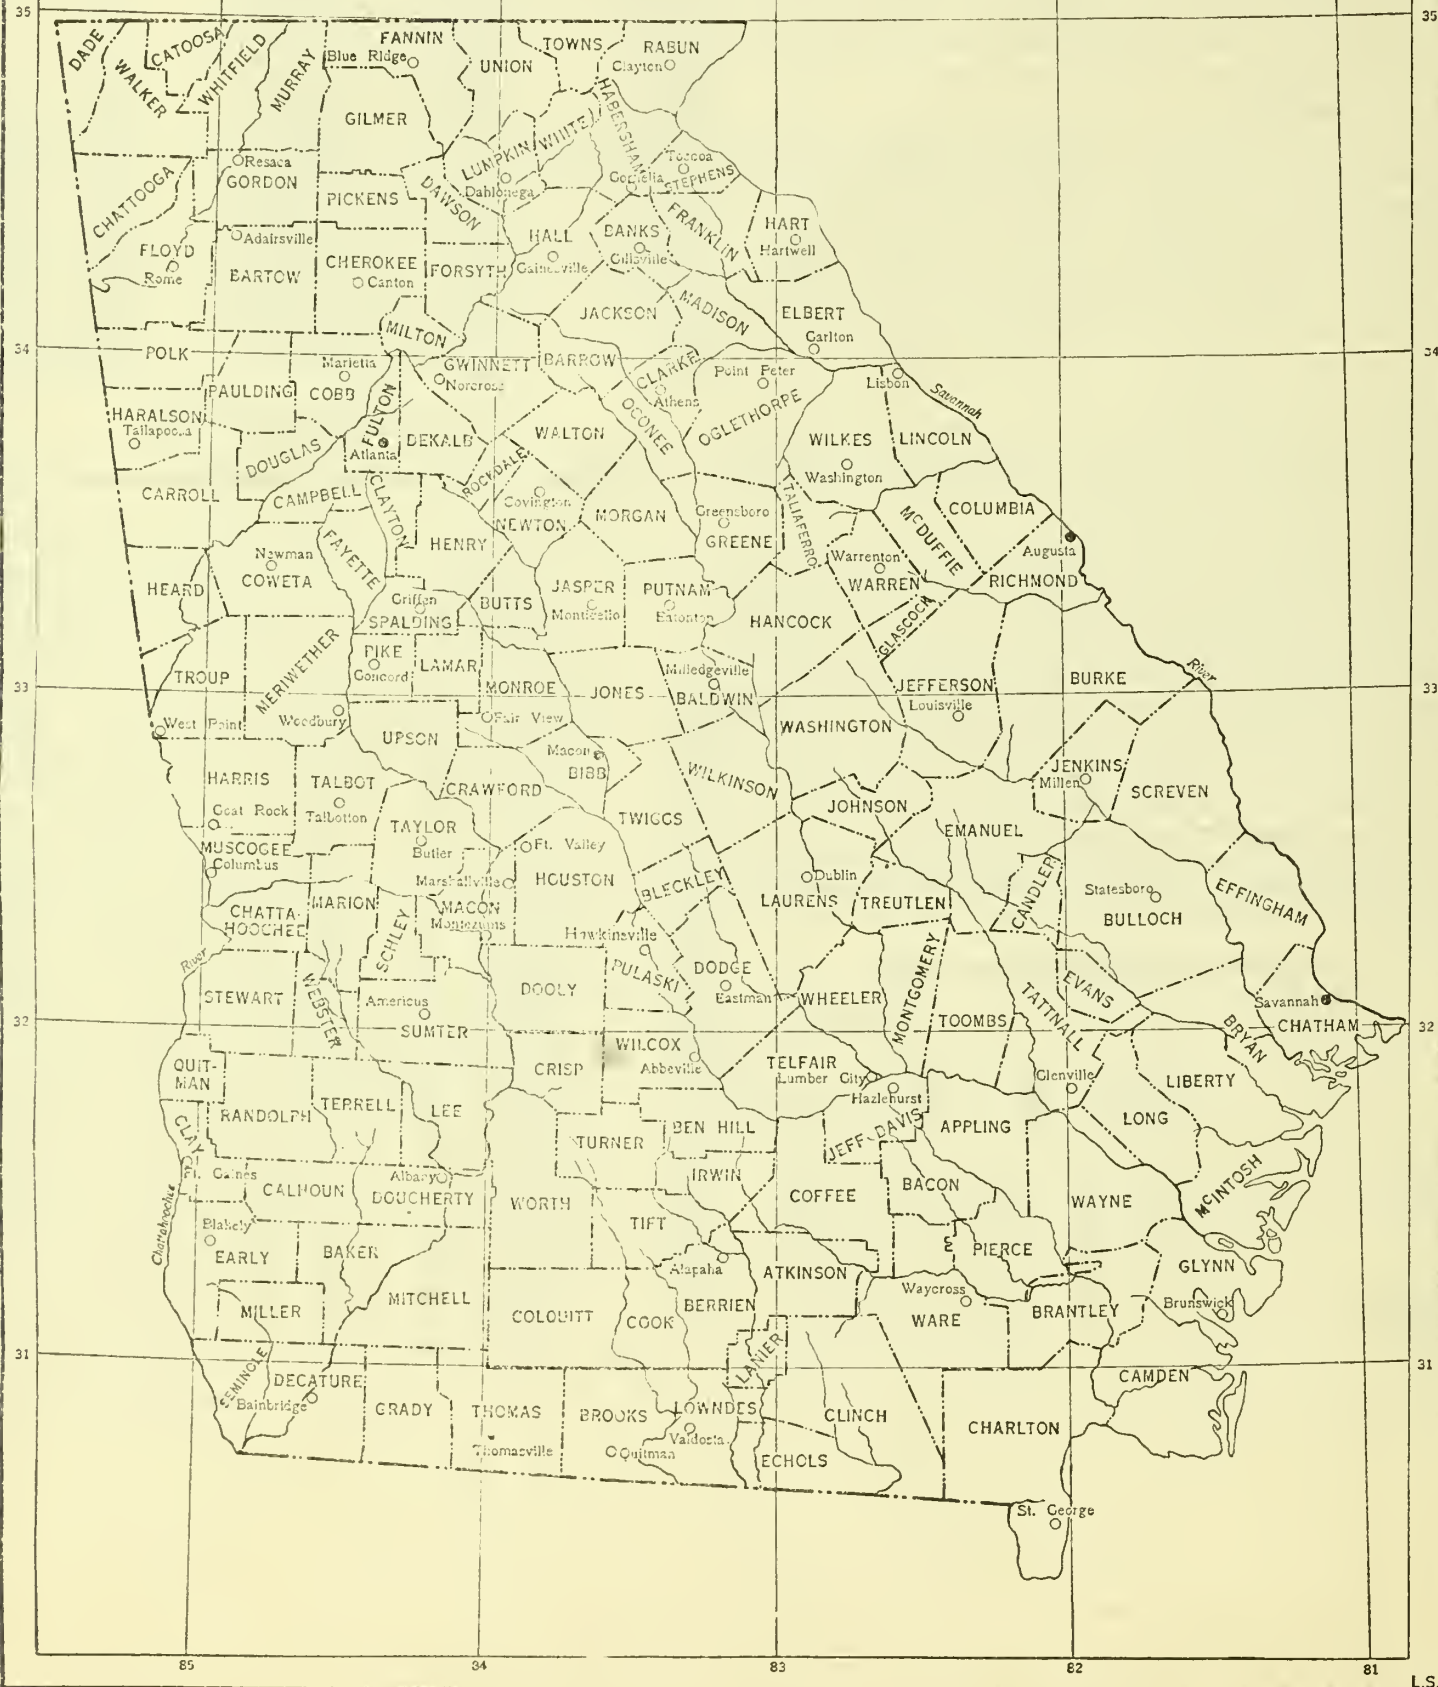 35
35
DADE
CATOOSA
WALKER
WHITFIELD
MURRAY
FANNIN
Blue Ridge
UNION
TOWNS
RABUN
Clayton
HABERSHAM
GILMER
LUMPKIN
WHITE
Dahlonega
Toccoa
STEPHENS
Cornelia
Resaca
GORDON
CHATTOOGA
PICKENS
DAWSON
FRANKLIN
HART
Hartwell
HALL
Gainesville
BANKS
Gillsville
Adairsville
FLOYD
Rome
BARTOW
CHEROKEE
Canton
FORSYTH
JACKSON
MADISON
ELBERT
MILTON
Carlton
34
34
POLK
Marietta
COBB
PAULDING
GWINNETT
Norcross
BARROW
CLARKE
Athens
Point Peter
OGLETHORPE
Lisbon
Savannah
HARALSON
Tallapoosa
FULTON
Atlanta
DEKALB
WALTON
OCONEE
WILKES
Washington
LINCOLN
DOUGLAS
CAMPBELL
CARROLL
CLAYTON
ROCKDALE
Covington
NEWTON
MORGAN
Greensboro
GREENE
TALIAFERRO
COLUMBIA
McDUFFIE
Augusta
RICHMOND
Warrenton
WARREN
HENRY
FAYETTE
Newman
COWETA
HEARD
Griffen
SPALDING
BUTTS
JASPER
Monticello
PUTNAM
Eatonton
HANCOCK
GLASCOCK
TROUP
MERIWETHER
PIKE
Concord
LAMAR
MONROE
JONES
Milledgeville
BALDWIN
JEFFERSON
Louisville
BURKE
River
33
33
West Point
Woodbury
UPSON
Fair View
Macon
BIBB
WASHINGTON
HARRIS
TALBOT
Talbotton
Goat Rock
CRAWFORD
WILKINSON
JOHNSON
JENKINS
Millen
SCREVEN
TAYLOR
Butler
TWIGGS
EMANUEL
MUSCOGEE
Columbus
Ft. Valley
HOUSTON
Marshallville
BLECKLEY
Dublin
LAURENS
TREUTLEN
CANDLER
Statesboro
BULLOCH
EFFINGHAM
CHATTA-
HOOCHEE
MARION
MACON
Montezuma
SCHLEY
Hawkinsville
PULASKI
DODGE
Eastman
River
STEWART
WEBSTER
Americus
SUMTER
DOOLY
WHEELER
MONTGOMERY
TOOMBS
TATTNALL
EVANS
Savannah
CHATHAM
BRYAN
32
32
QUIT-
MAN
WILCOX
Abbeville
CRISP
TELFAIR
Lumber City
Hazlehurst
Glenville
LIBERTY
RANDOLPH
TERRELL
LEE
TURNER
BEN HILL
JEFF DAVIS
APPLING
LONG
CLAY
Ft. Gaines
CALHOUN
Albany
DOUGHERTY
WORTH
IRWIN
COFFEE
BACON
WAYNE
McINTOSH
Chattahoochee
Blakely
EARLY
BAKER
TIFT
Alapaha
ATKINSON
PIERCE
GLYNN
Brunswick
MILLER
MITCHELL
COLQUITT
COOK
BERRIEN
Waycross
WARE
BRANTLEY
LANIER
31
31
SEMINOLE
DECATURE
Bainbridge
GRADY
THOMAS
Thomasville
BROOKS
Quitman
LOWNDES
Valdosta
CLINCH
CAMDEN
CHARLTON
ECHOLS
St. George
85
84
83
82
81
L.S.